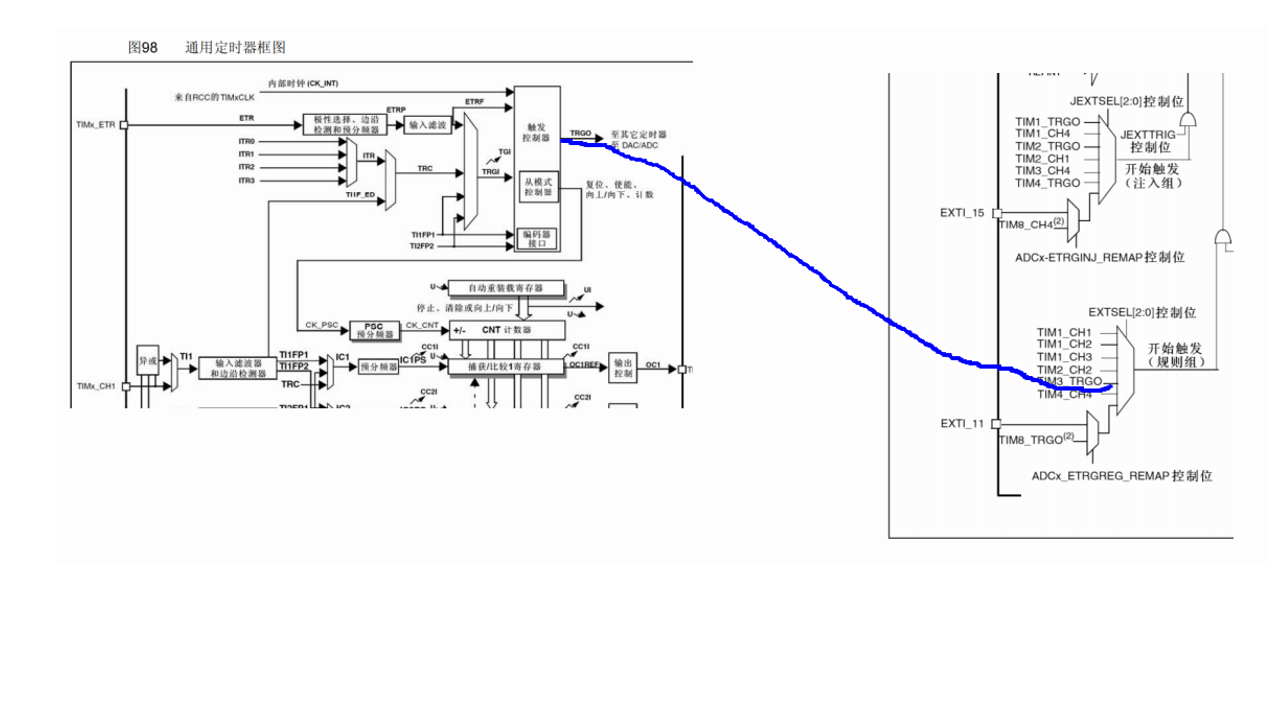 图98 通用定时器框图
内部时钟 (CK_INT)
来自RCC的TIMxCLK
TIMx_ETR
ETR
极性选择、边沿
检测和预分频器
ETRP
输入滤波
ETRF
触发
控制器
TRGO
至其它定时器
至 DAC/ADC
ITR0
ITR1
ITR2
ITR3
ITR
TRC
TI1F_ED
TGI
TRGI
从模式
控制器
复位、使能、
向上/向下、计数
TI1FP1
TI2FP2
编码器
接口
U
自动重装载寄存器
UI
停止、清除或向上/向下
U
CK_PSC
PSC
预分频器
CK_CNT
+/-
CNT 计数器
异或
TI1
输入滤波器
和边沿检测器
TI1FP1
TI1FP2
TRC
IC1
预分频器
IC1PS
CC1I
U
捕获/比较1寄存器
CC1I
OC1REF
输出
控制
OC1
TIMx_CH1
CC2I
CC2I
JEXTSEL[2:0]控制位
TIM1_TRGO
TIM1_CH4
TIM2_TRGO
TIM2_CH1
TIM3_CH4
TIM4_TRGO
JEXTTRIG
控制位
开始触发
（注入组）
EXTI_15
TIM8_CH4(2)
ADCx-ETRGINJ_REMAP控制位
EXTSEL[2:0]控制位
TIM1_CH1
TIM1_CH2
TIM1_CH3
TIM2_CH2
TIM3_TRGO
TIM4_CH4
开始触发
（规则组）
EXTI_11
TIM8_TRGO(2)
ADCx_ETRGREG_REMAP控制位